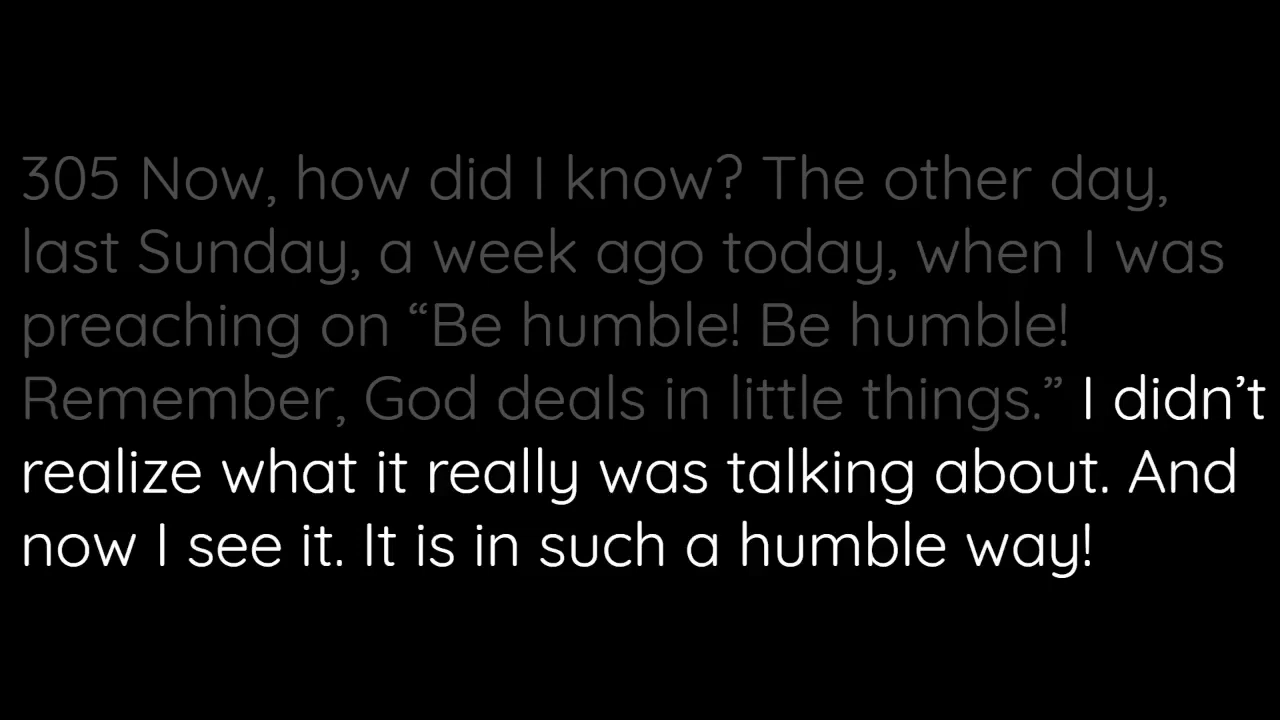 305 Now, how did I know? The other day,
last Sunday, a week ago today, when I was
preaching on “Be humble! Be humble!
Remember, God deals in little things.” I didn’t
realize what it really was talking about. And
now I see it. It is in such a humble way!